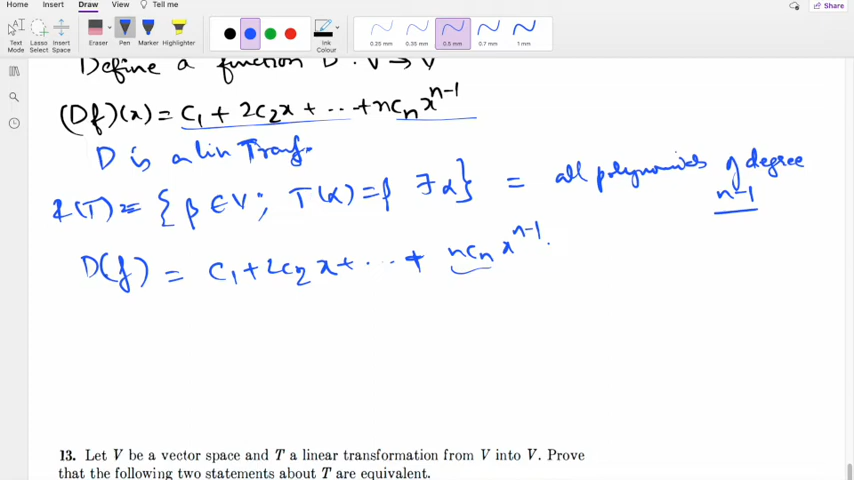 Home Insert Draw View Tell me Share
Text Mode Lasso Select Insert Space Eraser Pen Marker Highlighter Ink Colour 0.25 mm 0.35 mm 0.5 mm 0.7 mm 1 mm
Define a function D : V → V
(Df)(x) = c₁ + 2c₂x + ... + ncₙxⁿ⁻¹
D is a lin Transf.
R(T) = { β ∈ V ; T(α) = β ∃ α } = all polynomials of degree n-1
D(f) = c₁ + 2c₂x + ... + ncₙ xⁿ⁻¹.
13. Let V be a vector space and T a linear transformation from V into V. Prove
that the following two statements about T are equivalent.